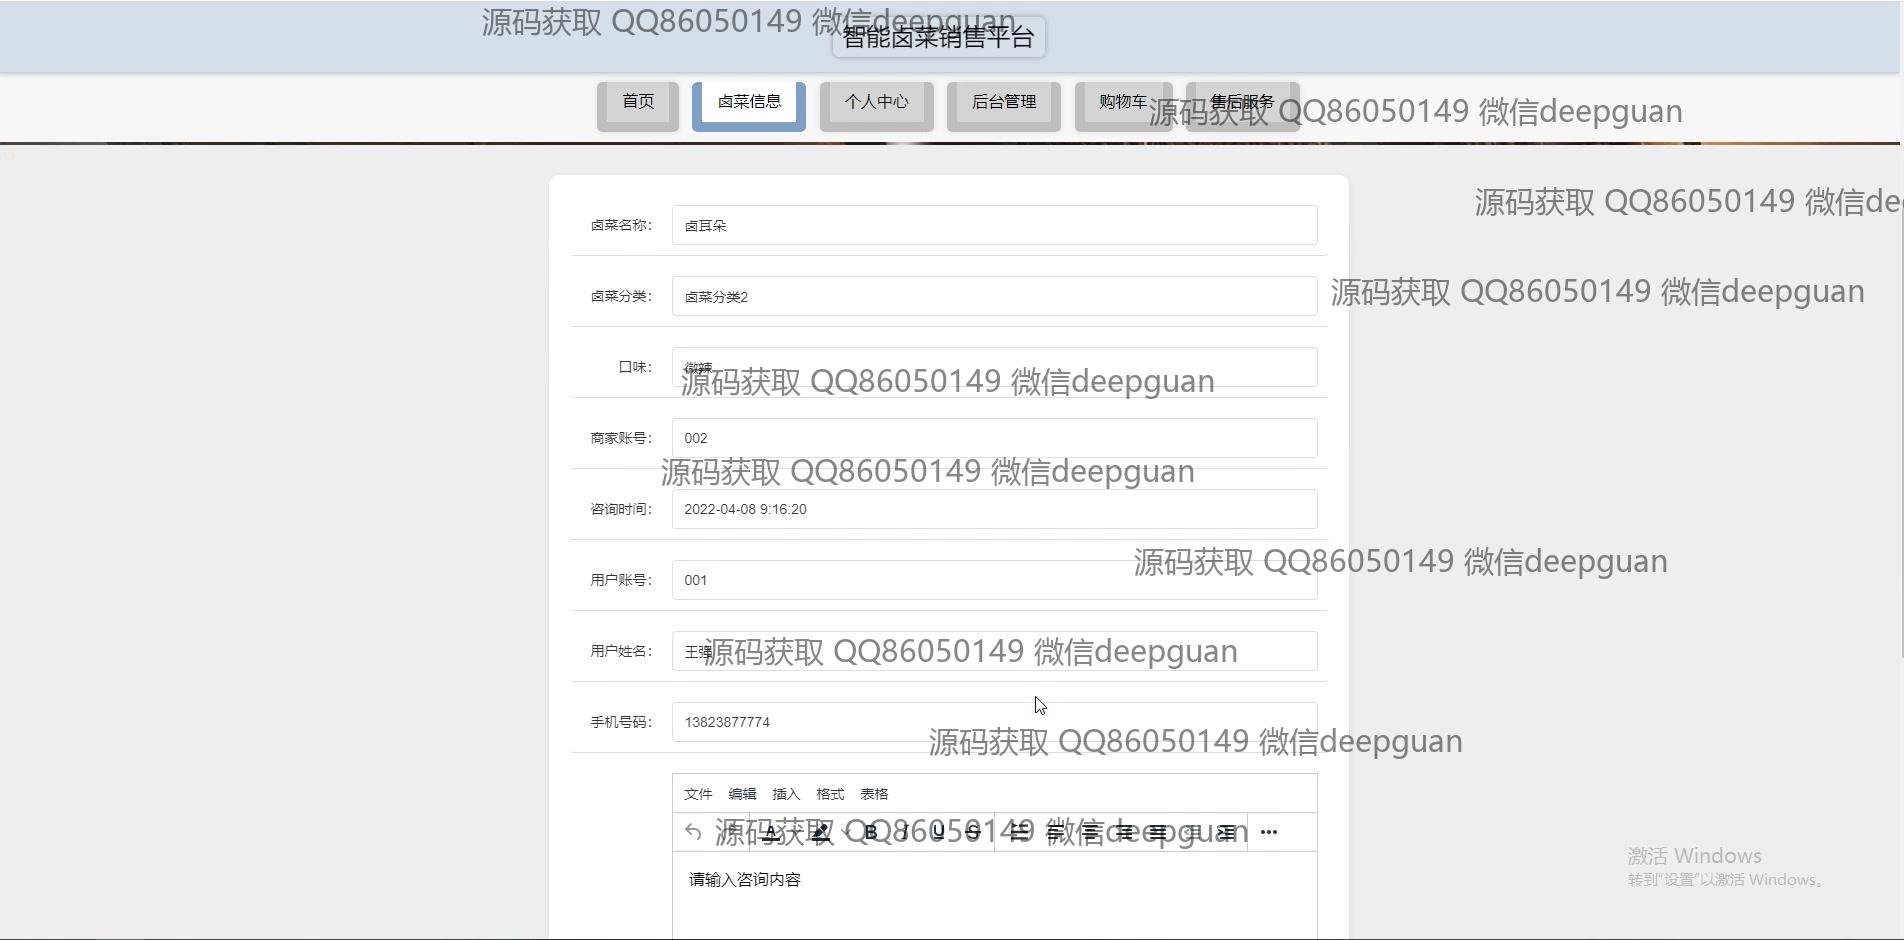 源码获取 QQ86050149 微信deepguan
智能卤菜销售平台
首页 卤菜信息 个人中心 后台管理 购物车 售后服务
源码获取 QQ86050149 微信deepguan
源码获取 QQ86050149 微信de
卤菜名称: 卤耳朵
源码获取 QQ86050149 微信deepguan
卤菜分类: 卤菜分类2
口味: 微辣
源码获取 QQ86050149 微信deepguan
商家账号: 002
源码获取 QQ86050149 微信deepguan
咨询时间: 2022-04-08 9:16:20
源码获取 QQ86050149 微信deepguan
用户账号: 001
用户姓名: 王强
源码获取 QQ86050149 微信deepguan
手机号码: 13823877774
源码获取 QQ86050149 微信deepguan
文件 编辑 插入 格式 表格
源码获取 QQ86050149 微信deepguan
请输入咨询内容
激活 Windows
转到"设置"以激活 Windows。